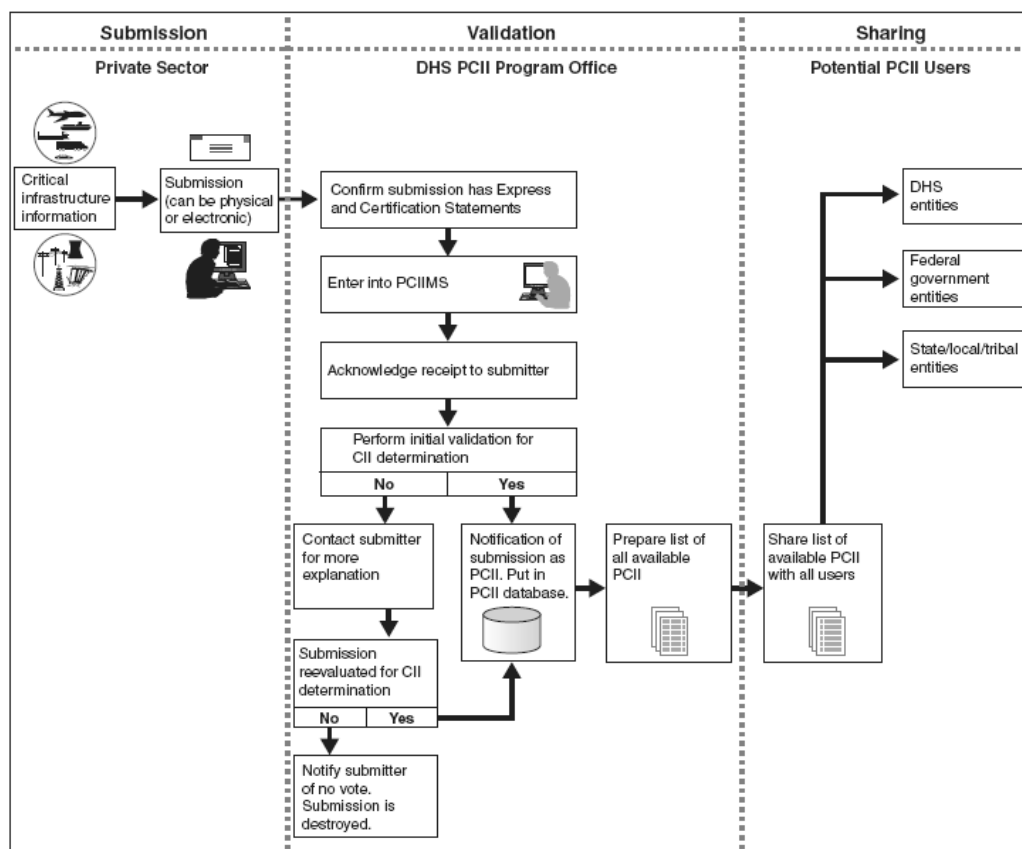 Submission
Validation
Sharing
Private Sector
DHS PCII Program Office
Potential PCII Users
Critical
infrastructure
information
Submission
(can be physical
or electronic)
Confirm submission has Express
and Certification Statements
Enter into PCIIMS
Acknowledge receipt to submitter
Perform initial validation for
CII determination
No
Yes
Contact submitter
for more
explanation
Submission
reevaluated for CII
determination
No
Yes
Notify submitter
of no vote.
Submission is
destroyed.
Notification of
submission as
PCII. Put in
PCII database.
Prepare list of
all available
PCII
Share list of
available PCII
with all users
DHS
entities
Federal
government
entities
State/local/tribal
entities